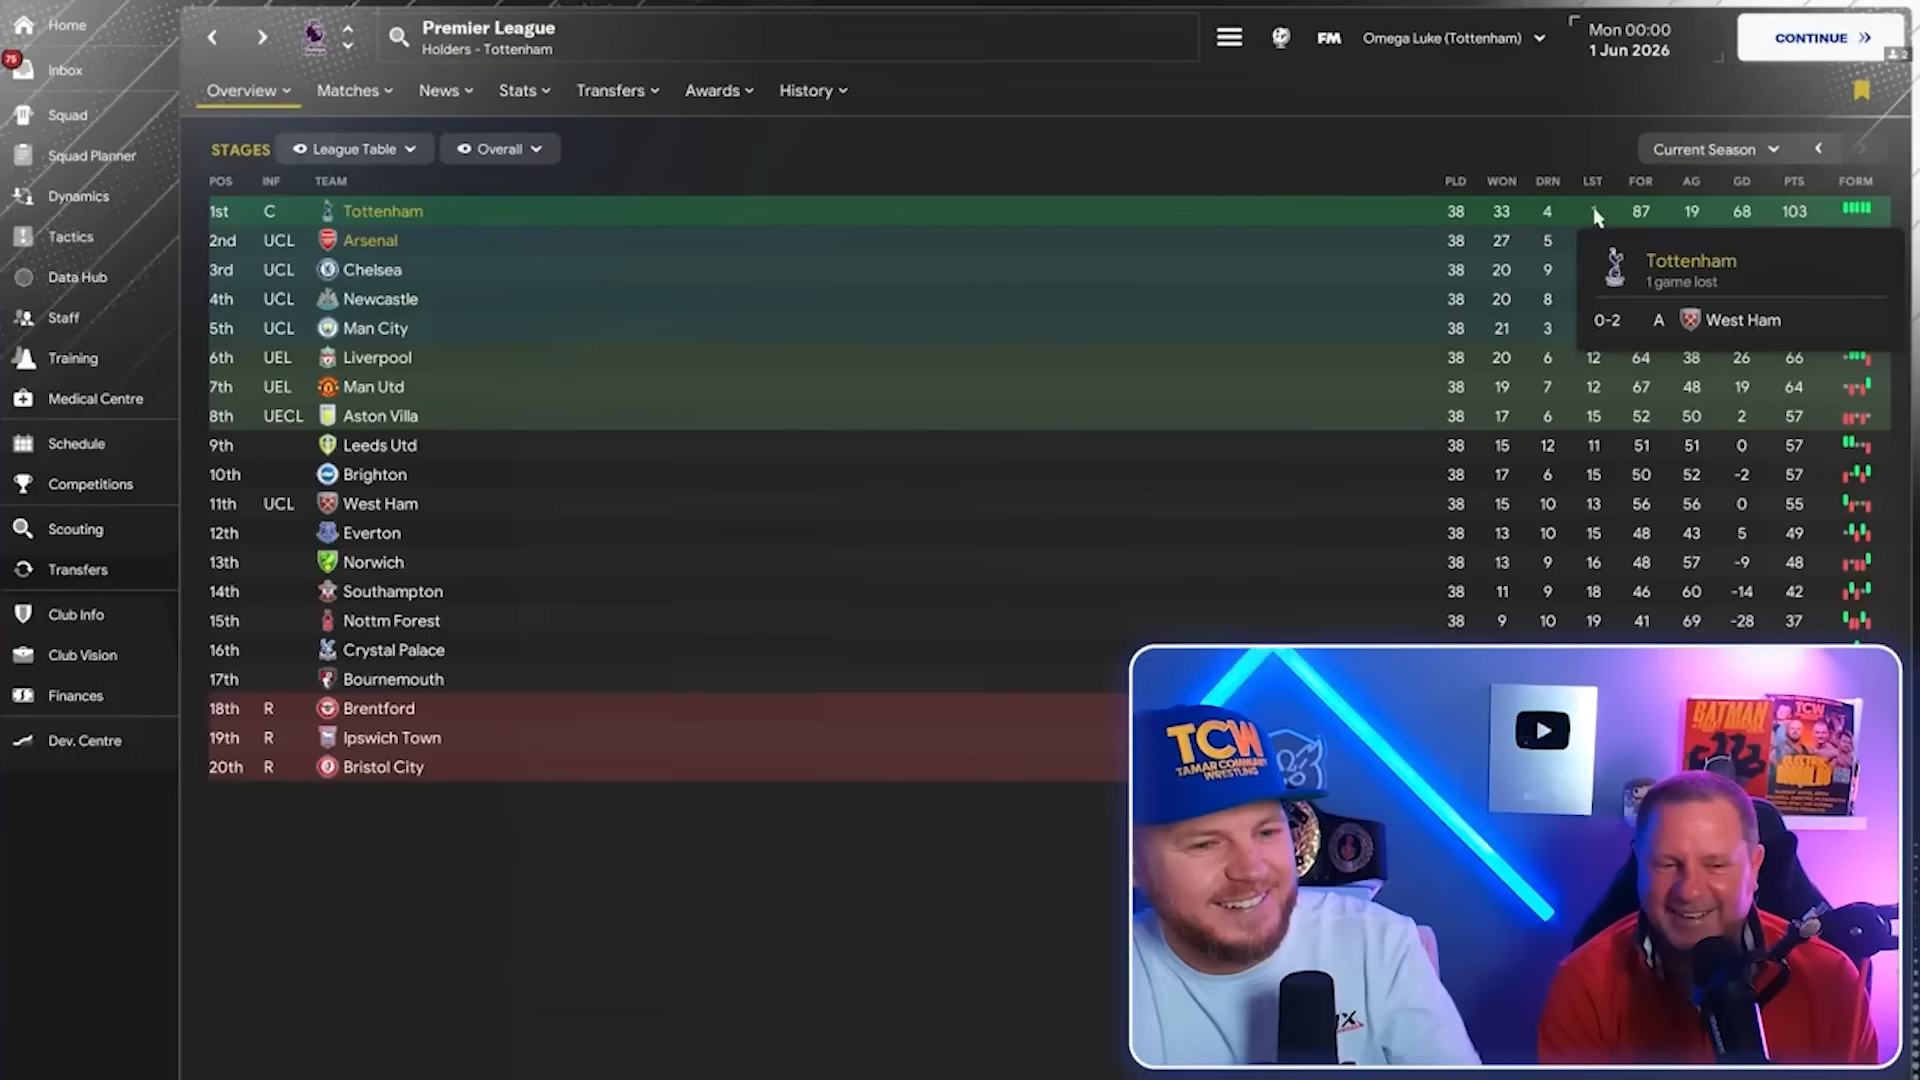 Home
75
Inbox
Squad
Squad Planner
Dynamics
Tactics
Data Hub
Staff
Training
Medical Centre
Schedule
Competitions
Scouting
Transfers
Club Info
Club Vision
Finances
Dev. Centre
Premier League
Holders - Tottenham
FM
Omega Luke (Tottenham)
Mon 00:00
1 Jun 2026
CONTINUE
2
Overview Matches News Stats Transfers Awards History
STAGES League Table Overall Current Season
POS INF TEAM PLD WON DRN LST FOR AG GD PTS FORM
1st C Tottenham 38 33 4 87 19 68 103
2nd UCL Arsenal 38 27 5
3rd UCL Chelsea 38 20 9
4th UCL Newcastle 38 20 8
5th UCL Man City 38 21 3
Tottenham
1 game lost
0-2 A West Ham
6th UEL Liverpool 38 20 6 12 64 38 26 66
7th UEL Man Utd 38 19 7 12 67 48 19 64
8th UECL Aston Villa 38 17 6 15 52 50 2 57
9th Leeds Utd 38 15 12 11 51 51 0 57
10th Brighton 38 17 6 15 50 52 -2 57
11th UCL West Ham 38 15 10 13 56 56 0 55
12th Everton 38 13 10 15 48 43 5 49
13th Norwich 38 13 9 16 48 57 -9 48
14th Southampton 38 11 9 18 46 60 -14 42
15th Nottm Forest 38 9 10 19 41 69 -28 37
16th Crystal Palace
17th Bournemouth
18th R Brentford
19th R Ipswich Town
20th R Bristol City
TCW
TAMAR COMMUNITY
WRESTLING
BATMAN
TCW